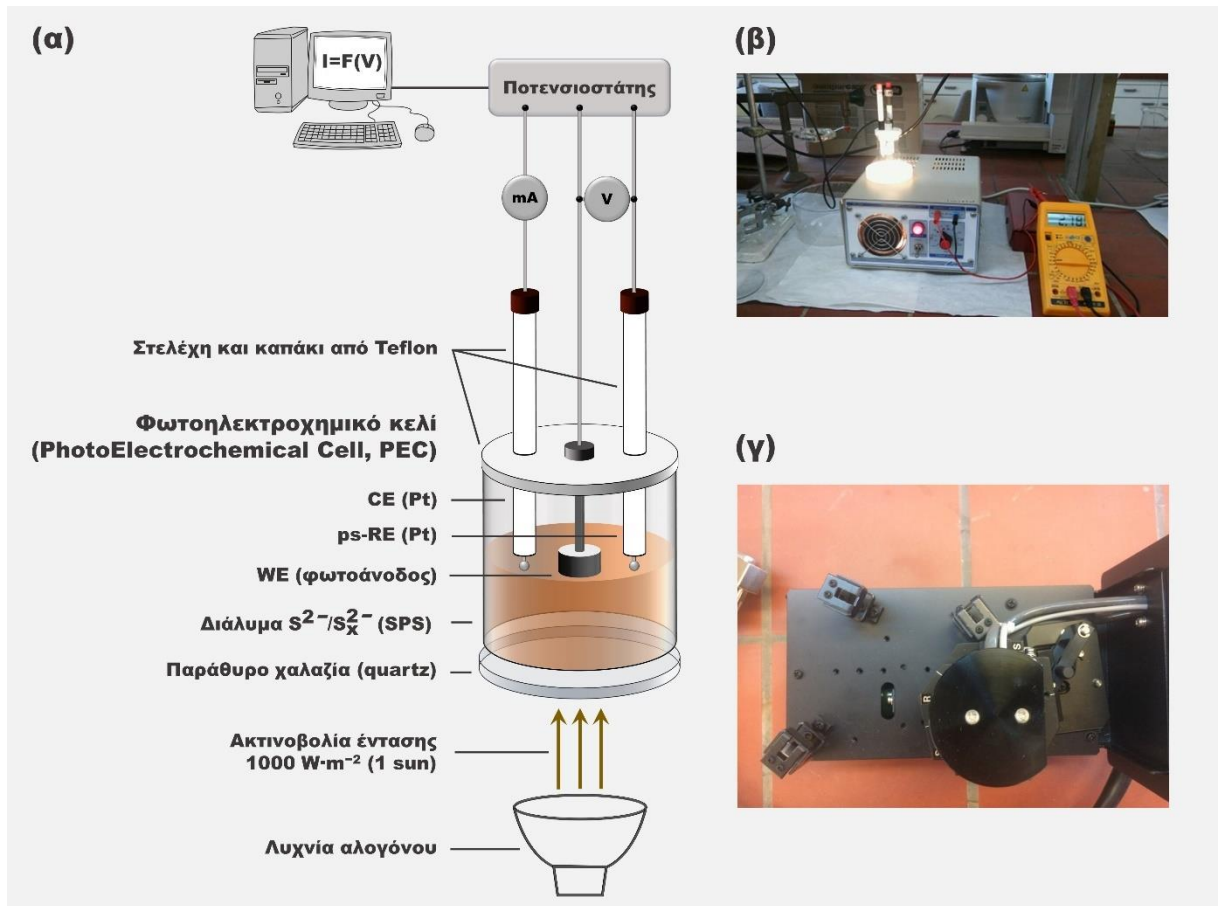 (α)
I=F(V)
Ποτενσιοστάτης
mA
V
Στελέχη και καπάκι από Teflon
Φωτοηλεκτροχημικό κελί
(PhotoElectrochemical Cell, PEC)
CE (Pt)
ps-RE (Pt)
WE (φωτοάνοδος)
Διάλυμα S²⁻/Sₓ²⁻ (SPS)
Παράθυρο χαλαζία (quartz)
Ακτινοβολία έντασης
1000 W·m⁻² (1 sun)
Λυχνία αλογόνου
(β)
(γ)
R
S